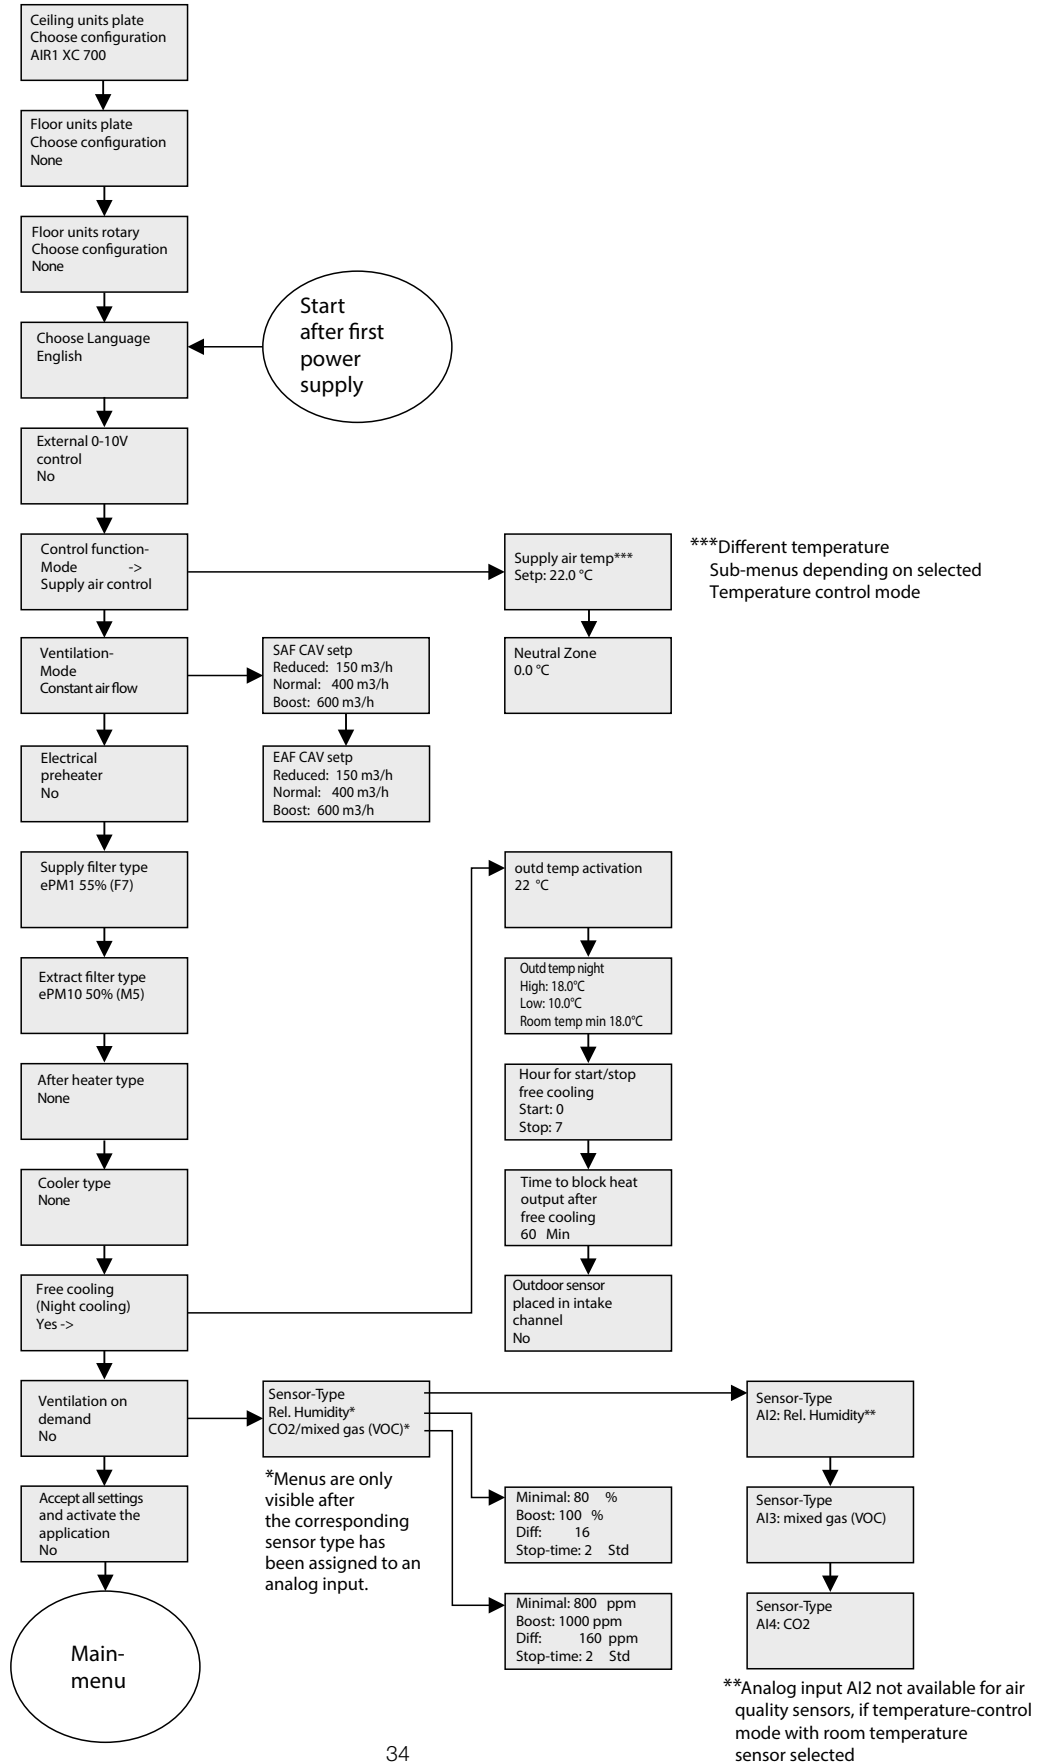 Ceiling units plate
Choose configuration
AIR1 XC 700
Floor units plate
Choose configuration
None
Floor units rotary
Choose configuration
None
Start
after first
power
supply
Choose Language
English
External 0-10V
control
No
Control function-
Mode ->
Supply air control
Supply air temp***
Setp: 22.0 °C
***Different temperature
Sub-menus depending on selected
Temperature control mode
Neutral Zone
0.0 °C
Ventilation-
Mode
Constant air flow
SAF CAV setp
Reduced: 150 m3/h
Normal: 400 m3/h
Boost: 600 m3/h
EAF CAV setp
Reduced: 150 m3/h
Normal: 400 m3/h
Boost: 600 m3/h
Electrical
preheater
No
Supply filter type
ePM1 55% (F7)
Extract filter type
ePM10 50% (M5)
After heater type
None
Cooler type
None
Free cooling
(Night cooling)
Yes ->
outd temp activation
22 °C
Outd temp night
High: 18.0°C
Low: 10.0°C
Room temp min 18.0°C
Hour for start/stop
free cooling
Start: 0
Stop: 7
Time to block heat
output after
free cooling
60 Min
Outdoor sensor
placed in intake
channel
No
Ventilation on
demand
No
Sensor-Type
Rel. Humidity*
CO2/mixed gas (VOC)*
*Menus are only
visible after
the corresponding
sensor type has
been assigned to an
analog input.
Minimal: 80 %
Boost: 100 %
Diff: 16
Stop-time: 2 Std
Minimal: 800 ppm
Boost: 1000 ppm
Diff: 160 ppm
Stop-time: 2 Std
Sensor-Type
AI2: Rel. Humidity**
Sensor-Type
AI3: mixed gas (VOC)
Sensor-Type
AI4: CO2
**Analog input AI2 not available for air
quality sensors, if temperature-control
mode with room temperature
sensor selected
Accept all settings
and activate the
application
No
Main-
menu
34